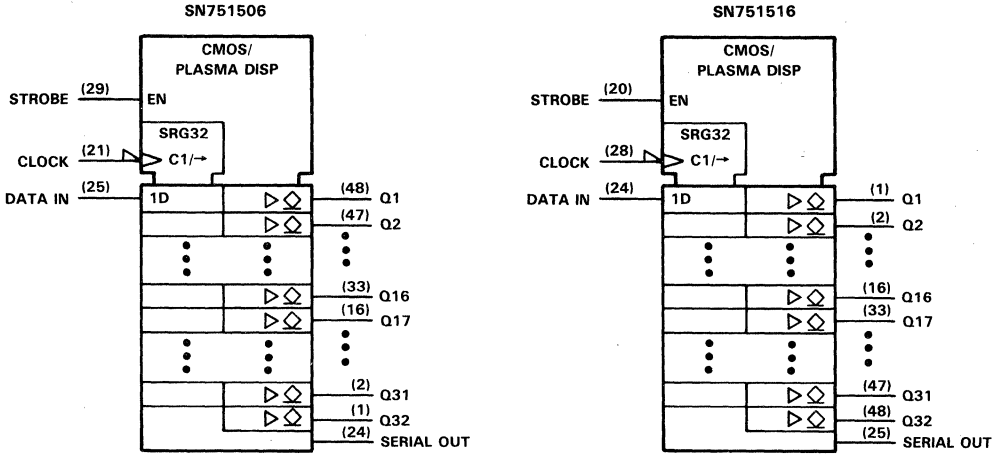 SN751506
CMOS/
PLASMA DISP
STROBE (29) EN
SRG32
CLOCK (21) C1/→
DATA IN (25) 1D
(48) Q1
(47) Q2
(33) Q16
(16) Q17
(2) Q31
(1) Q32
(24) SERIAL OUT
SN751516
CMOS/
PLASMA DISP
STROBE (20) EN
SRG32
CLOCK (28) C1/→
DATA IN (24) 1D
(1) Q1
(2) Q2
(16) Q16
(33) Q17
(47) Q31
(48) Q32
(25) SERIAL OUT